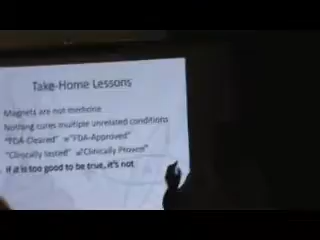 Take-Home Lessons
Magnets are not medicine
Nothing cures multiple unrelated conditions
"FDA-Cleared" ≠"FDA-Approved"
"Clinically tested" ≠"Clinically Proven"
If it is too good to be true, it's not